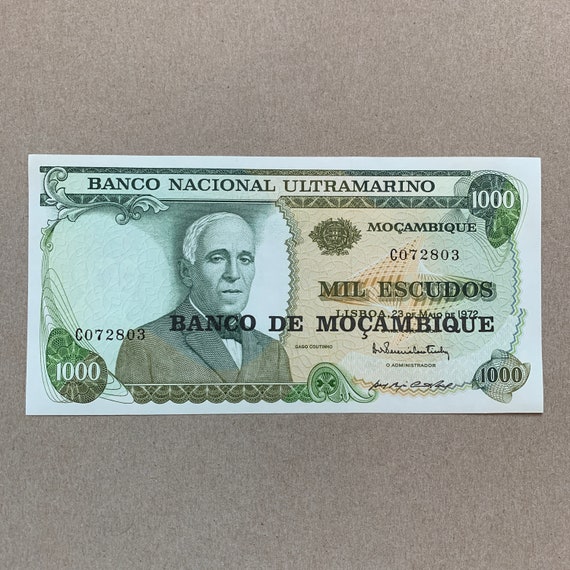 BANCO NACIONAL ULTRAMARINO
1000
MOÇAMBIQUE
C072803
MIL ESCUDOS
LISBOA, 23 DE MAIO DE 1972
C072803
BANCO DE MOÇAMBIQUE
GAGO COUTINHO
O ADMINISTRADOR
1000
1000